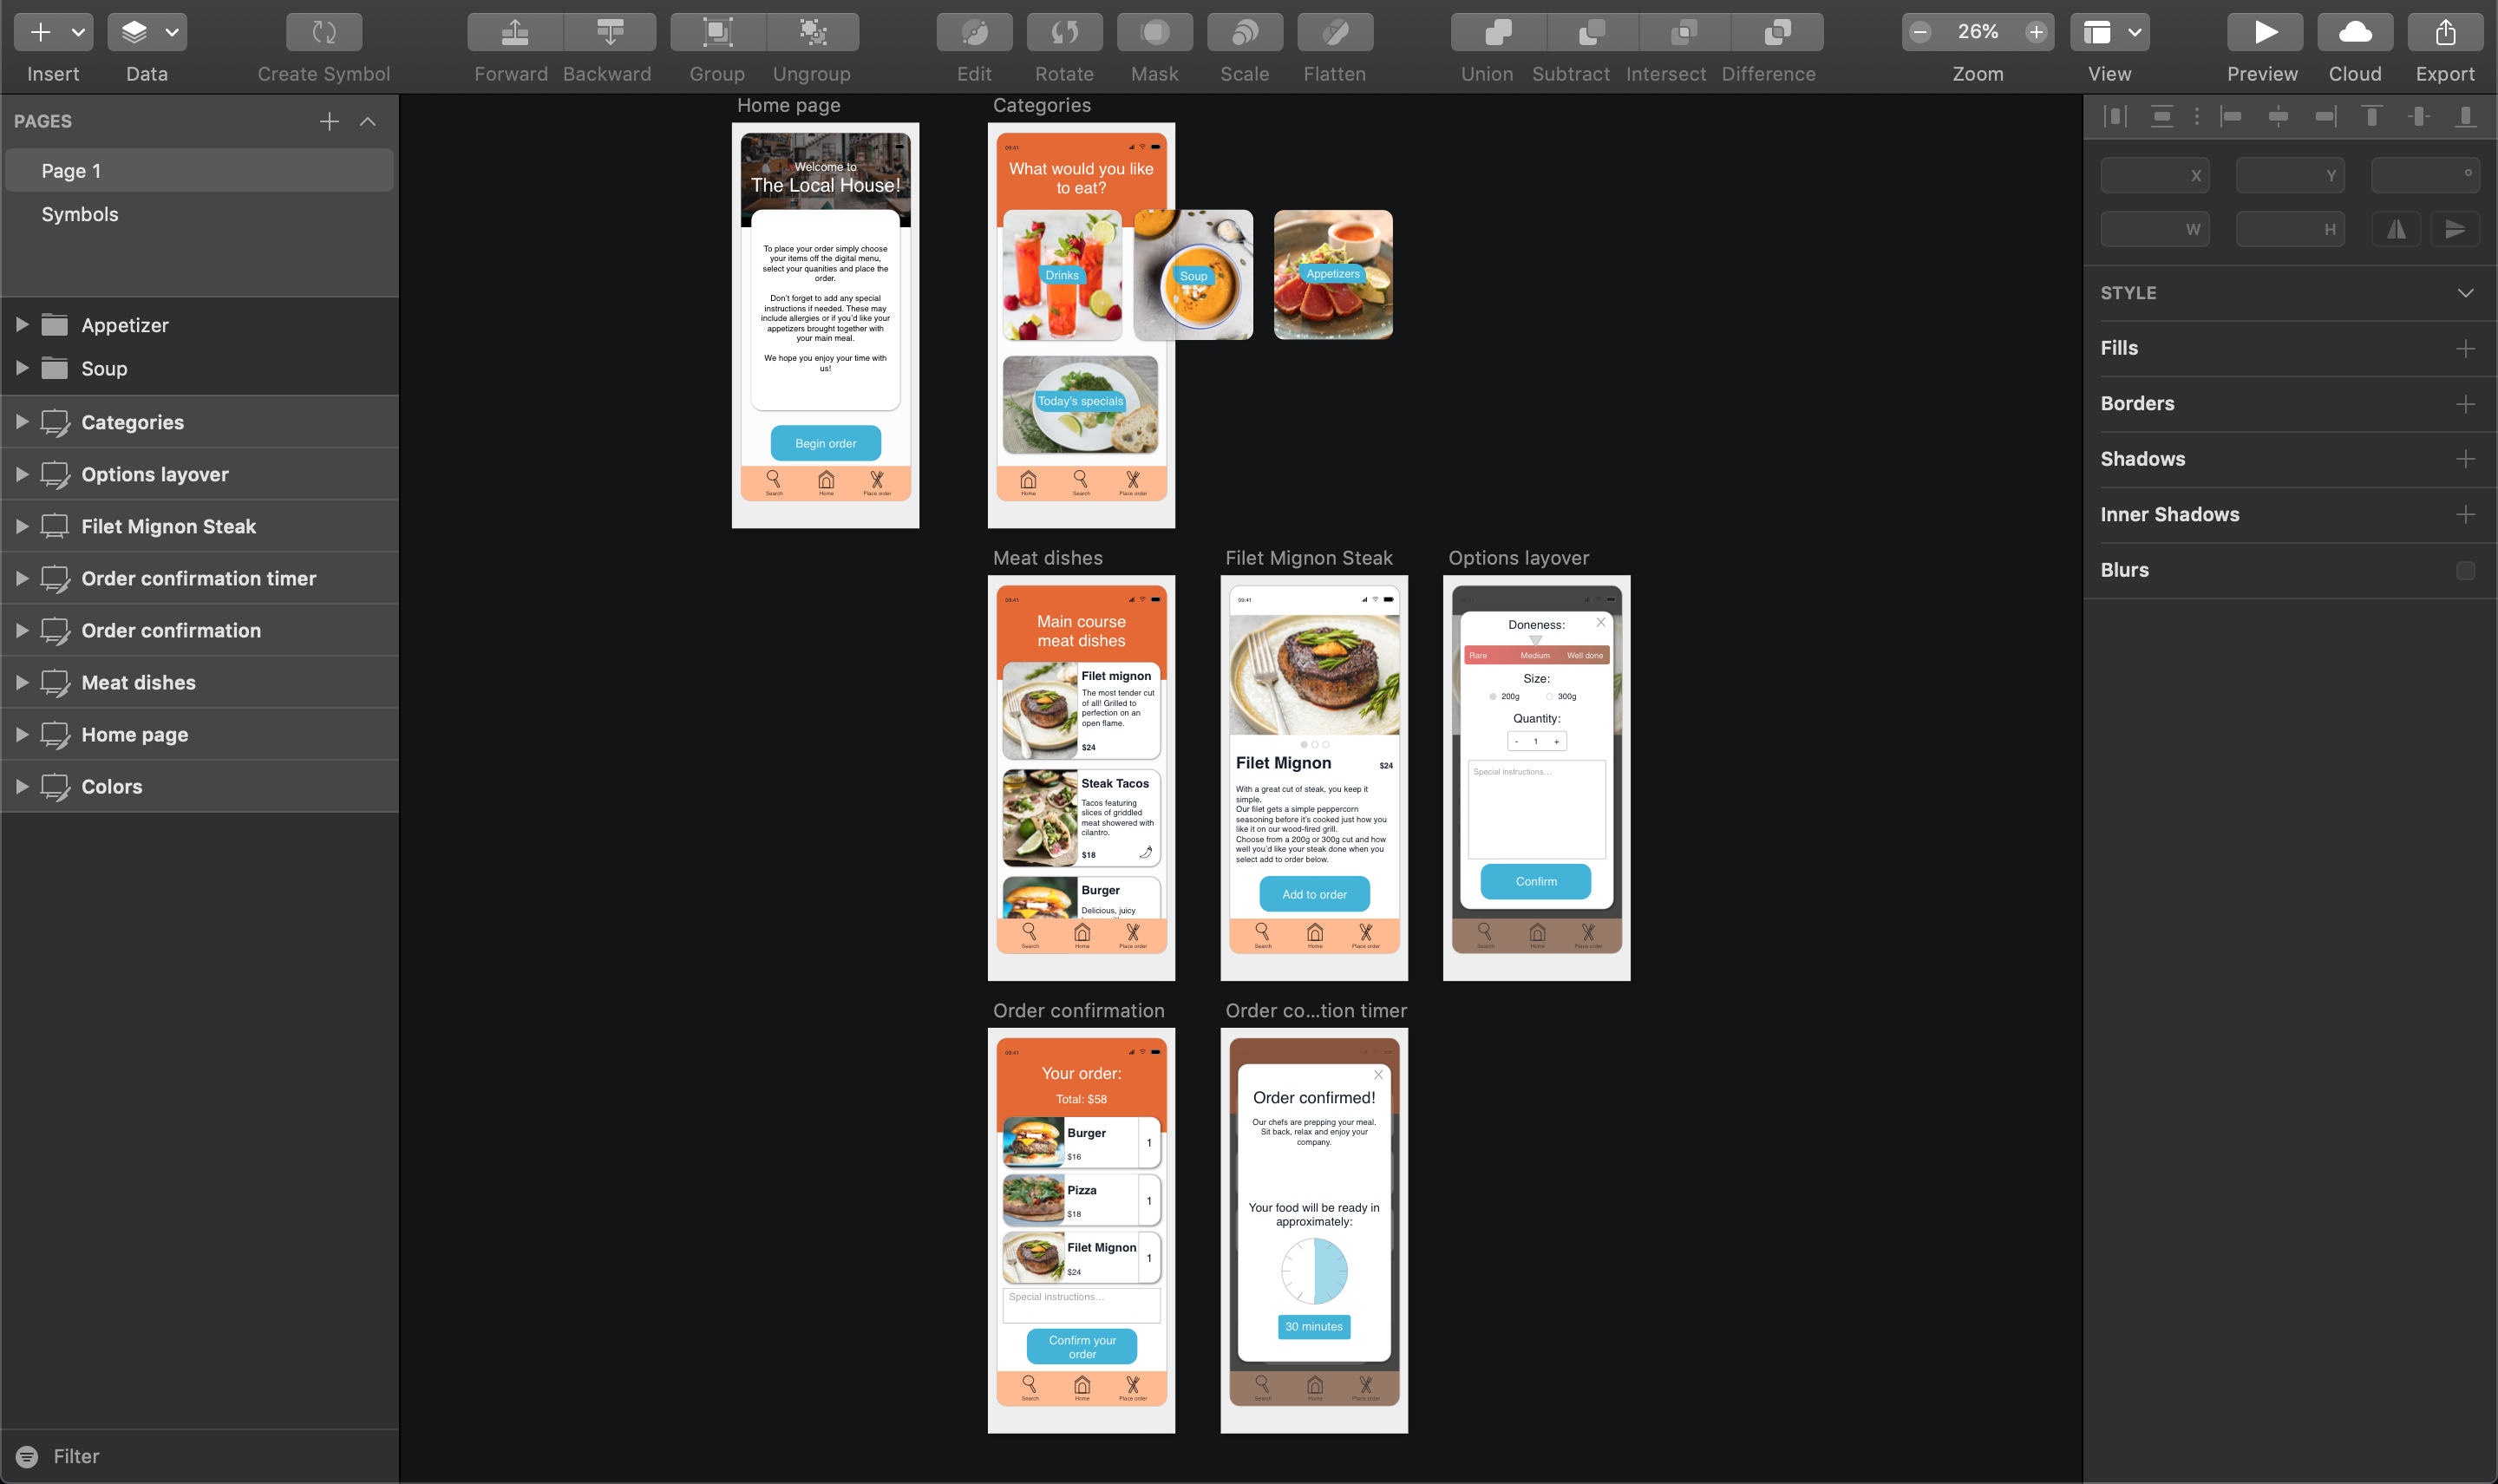 Insert
Data
Create Symbol
Forward
Backward
Group
Ungroup
Edit
Rotate
Mask
Scale
Flatten
Union
Subtract
Intersect
Difference
26%
Zoom
View
Preview
Cloud
Export
PAGES
Page 1
Symbols
Appetizer
Soup
Categories
Options layover
Filet Mignon Steak
Order confirmation timer
Order confirmation
Meat dishes
Home page
Colors
Filter
Home page
Welcome to
The Local House!
To place your order simply choose
your items off the digital menu,
select your quanities and place the
order.
Don't forget to add any special
instructions if needed. These may
include allergies or if you'd like your
appetizers brought together with
your main meal.
We hope you enjoy your time with
us!
Begin order
Search
Home
Place order
Categories
09:41
What would you like
to eat?
Drinks
Soup
Appetizers
Today's specials
Home
Search
Place order
Meat dishes
09:41
Main course
meat dishes
Filet mignon
The most tender cut
of all! Grilled to
perfection on an
open flame.
$24
Steak Tacos
Tacos featuring
slices of griddled
meat showered with
cilantro.
$18
Burger
Delicious, juicy
Search
Home
Place order
Filet Mignon Steak
09:41
Filet Mignon
$24
With a great cut of steak, you keep it
simple.
Our filet gets a simple peppercorn
seasoning before it's cooked just how you
like it on our wood-fired grill.
Choose from a 200g or 300g cut and how
well you'd like your steak done when you
select add to order below.
Add to order
Search
Home
Place order
Options layover
Doneness:
Rare
Medium
Well done
Size:
200g
300g
Quantity:
- 1 +
Special instructions...
Confirm
Search
Home
Place order
Order confirmation
09:41
Your order:
Total: $58
Burger
$16
1
Pizza
$18
1
Filet Mignon
$24
1
Special instructions...
Confirm your
order
Search
Home
Place order
Order co...tion timer
Order confirmed!
Our chefs are prepping your meal.
Sit back, relax and enjoy your
company.
Your food will be ready in
approximately:
30 minutes
Search
Home
Place order
X
Y
°
W
H
STYLE
Fills
Borders
Shadows
Inner Shadows
Blurs